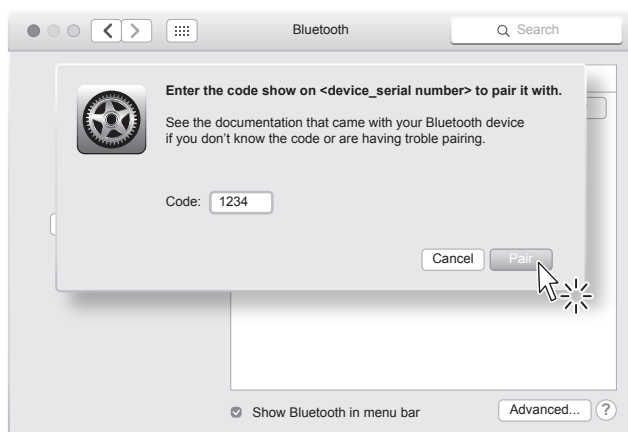 Bluetooth
Search
Enter the code show on <device_serial number> to pair it with.
See the documentation that came with your Bluetooth device
if you don't know the code or are having troble pairing.
Code: 1234
Cancel
Pair
Show Bluetooth in menu bar
Advanced...
?